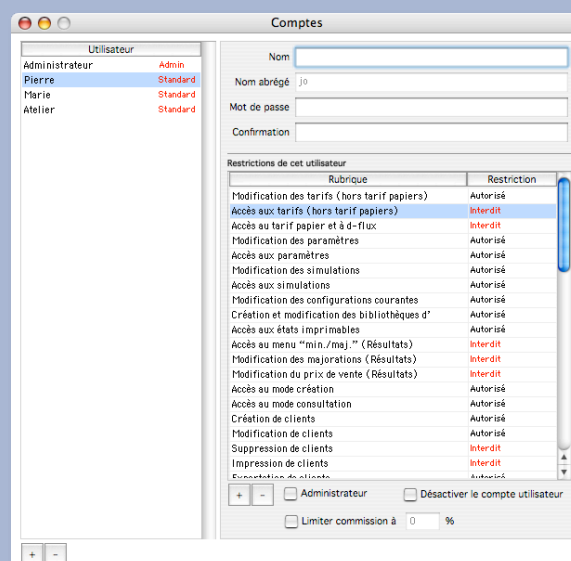 Comptes
Utilisateur
Administrateur Admin
Pierre Standard
Marie Standard
Atelier Standard
Nom
Nom abrégé jo
Mot de passe
Confirmation
Restrictions de cet utilisateur
Rubrique Restriction
Modification des tarifs (hors tarif papiers) Autorisé
Accès aux tarifs (hors tarif papiers) Interdit
Accès au tarif papier et à d-flux Interdit
Modification des paramètres Autorisé
Accès aux paramètres Autorisé
Modification des simulations Autorisé
Accès aux simulations Autorisé
Modification des configurations courantes Autorisé
Création et modification des bibliothèques d' Autorisé
Accès aux états imprimables Autorisé
Accès au menu “min./maj.” (Résultats) Interdit
Modification des majorations (Résultats) Interdit
Modification du prix de vente (Résultats) Interdit
Accès au mode création Autorisé
Accès au mode consultation Autorisé
Création de clients Autorisé
Modification de clients Autorisé
Suppression de clients Interdit
Impression de clients Interdit
Exportation de clients Autorisé
+ - Administrateur Désactiver le compte utilisateur
Limiter commission à 0 %
+ -